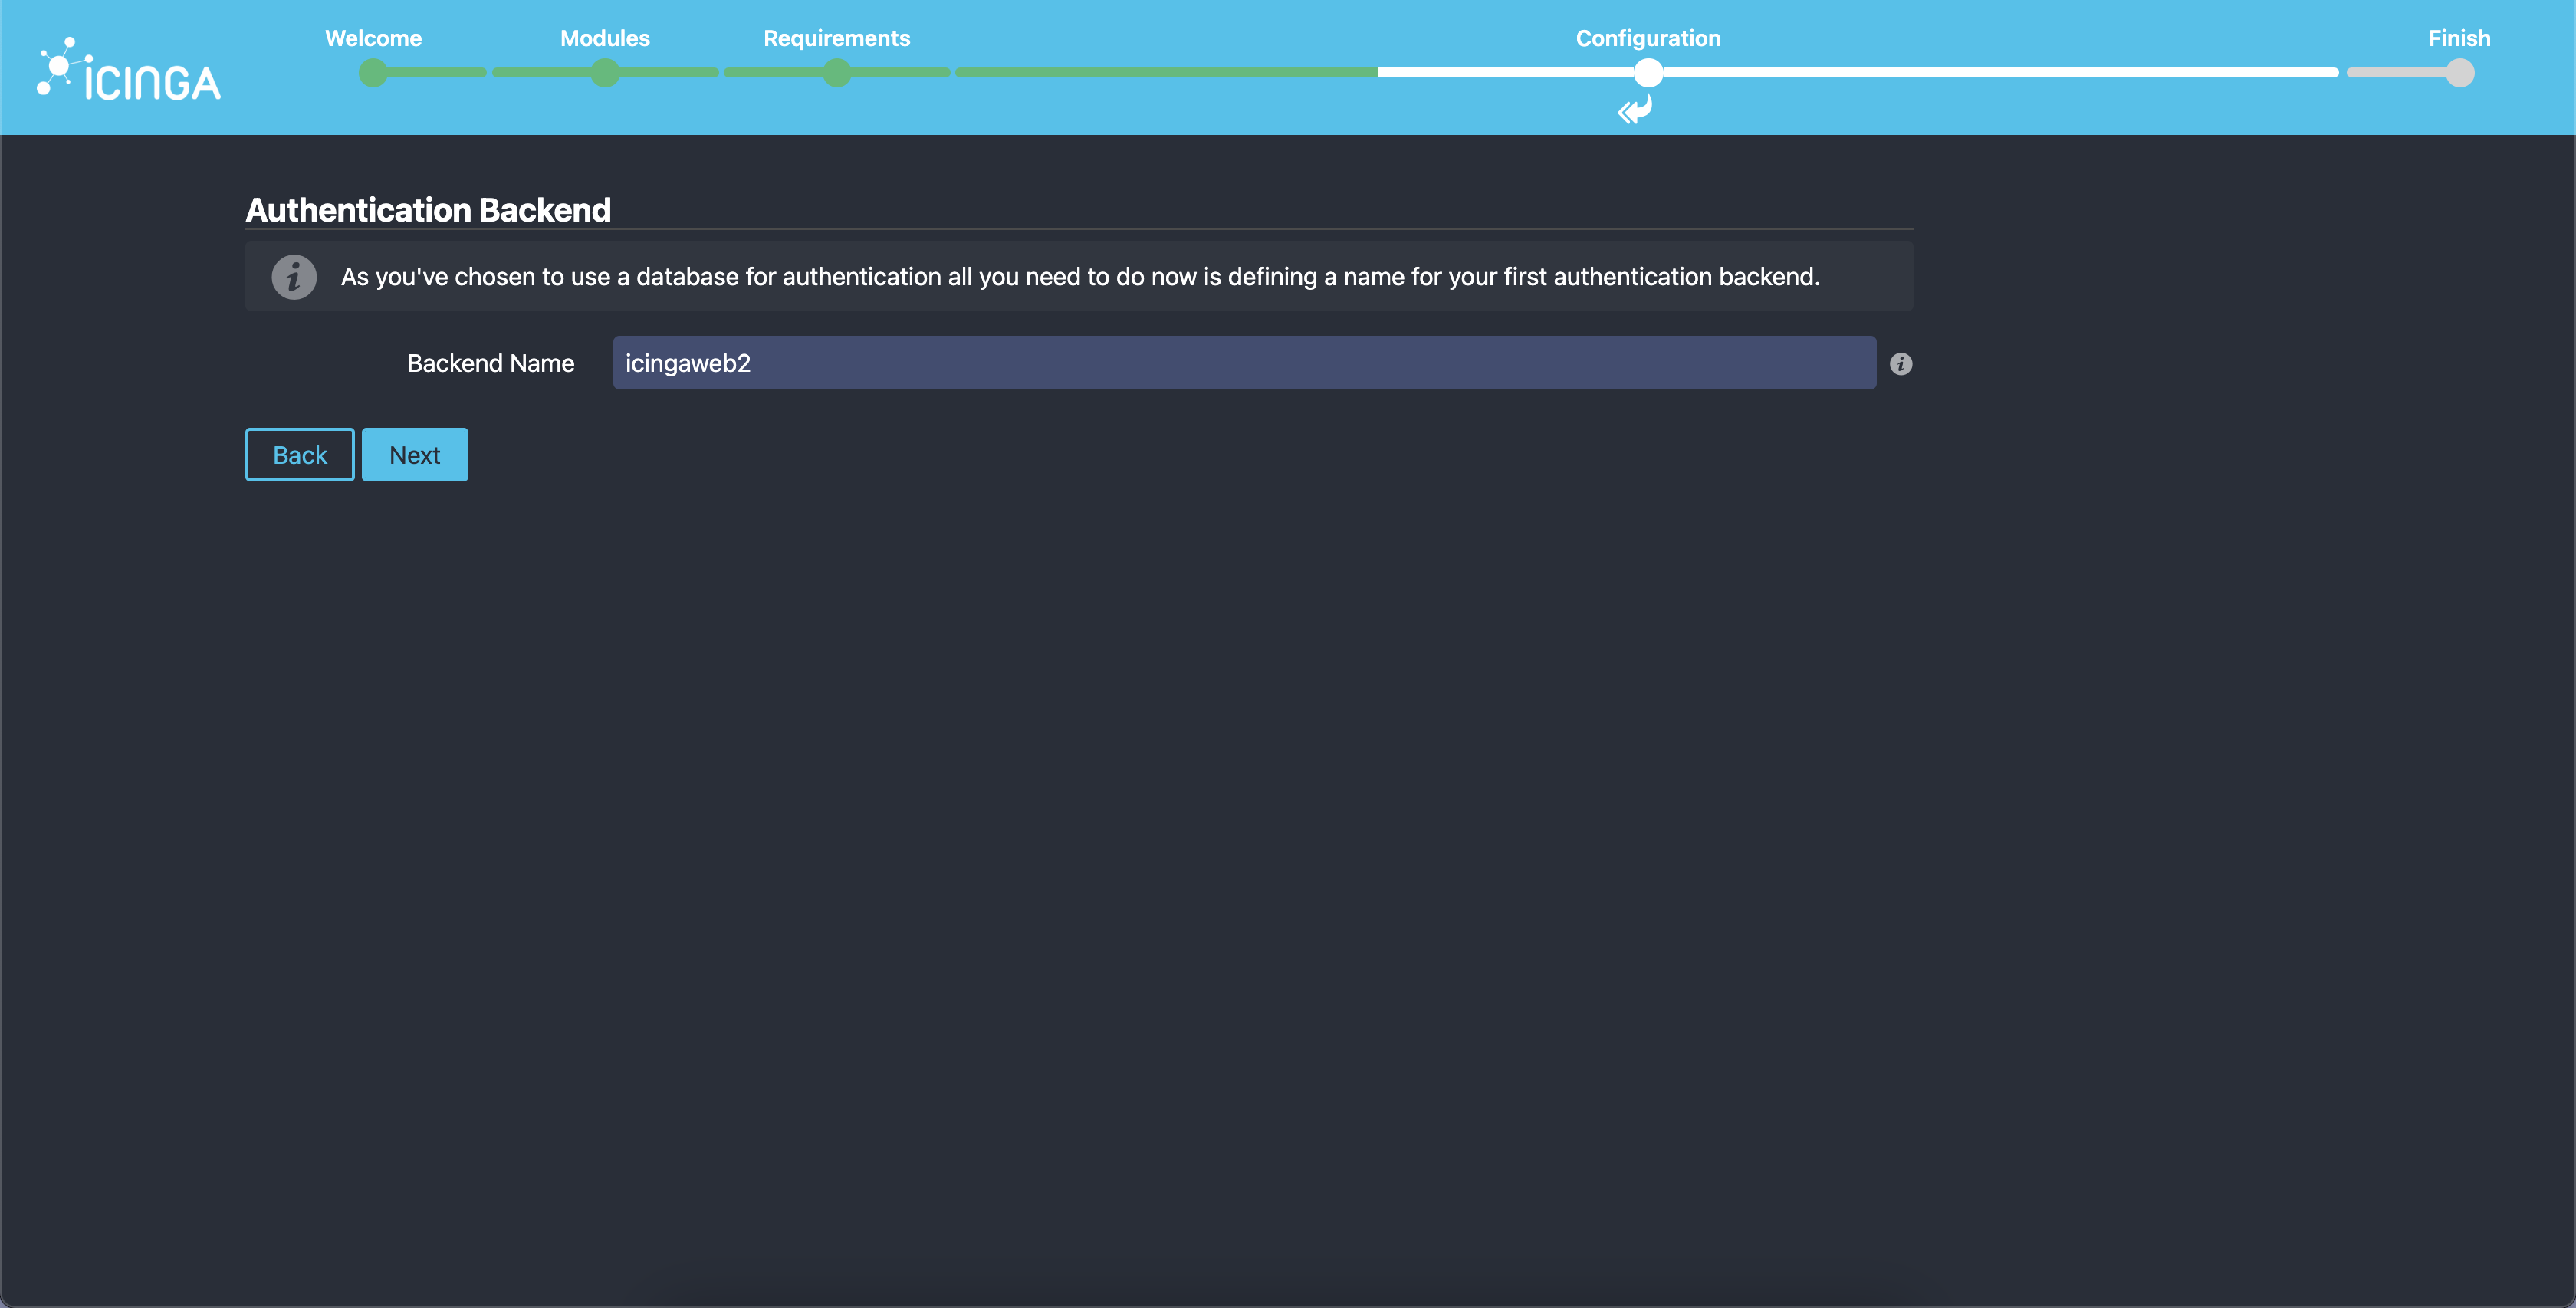 ICINGA
Welcome
Modules
Requirements
Configuration
Finish
Authentication Backend
As you've chosen to use a database for authentication all you need to do now is defining a name for your first authentication backend.
Backend Name
icingaweb2
Back
Next